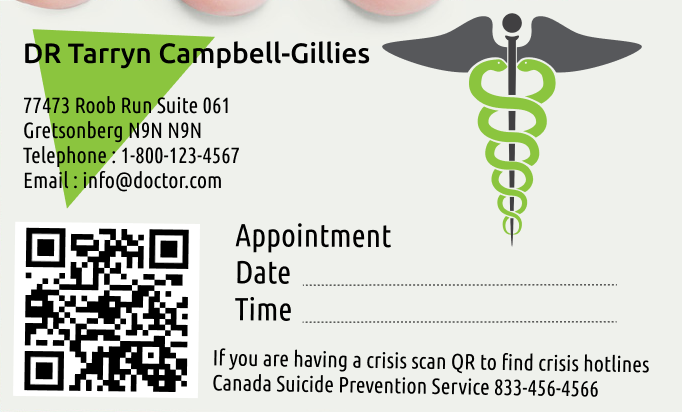 DR Tarryn Campbell-Gillies
77473 Roob Run Suite 061
Gretsonberg N9N N9N
Telephone : 1-800-123-4567
Email : info@doctor.com
Appointment
Date
Time
If you are having a crisis scan QR to find crisis hotlines
Canada Suicide Prevention Service 833-456-4566